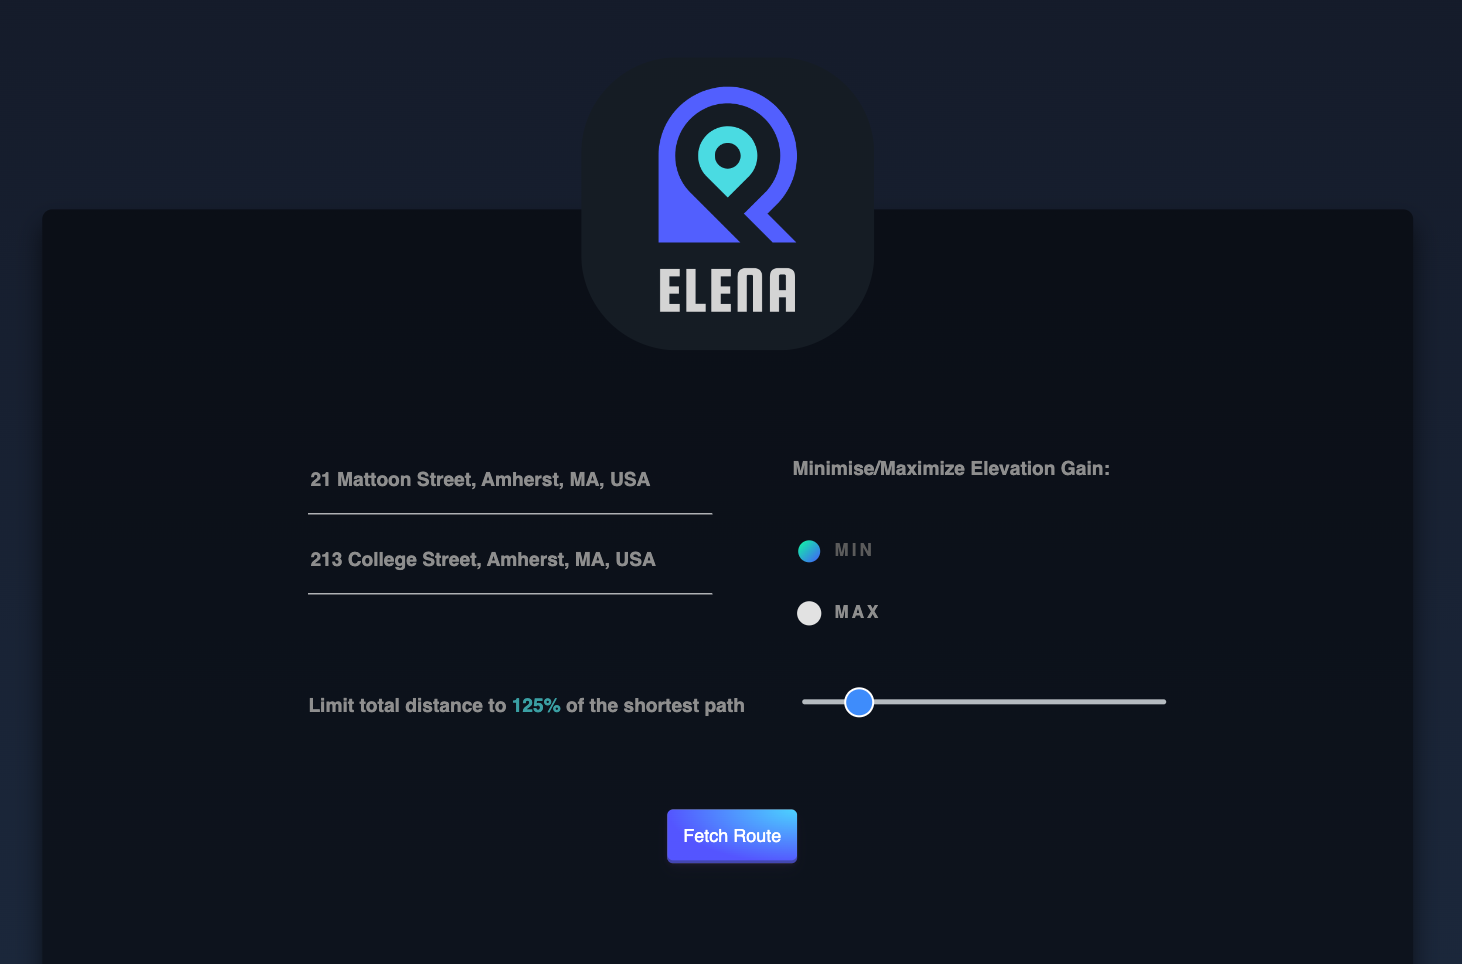 ELENA
21 Mattoon Street, Amherst, MA, USA
213 College Street, Amherst, MA, USA
Minimise/Maximize Elevation Gain:
MIN
MAX
Limit total distance to 125% of the shortest path
Fetch Route